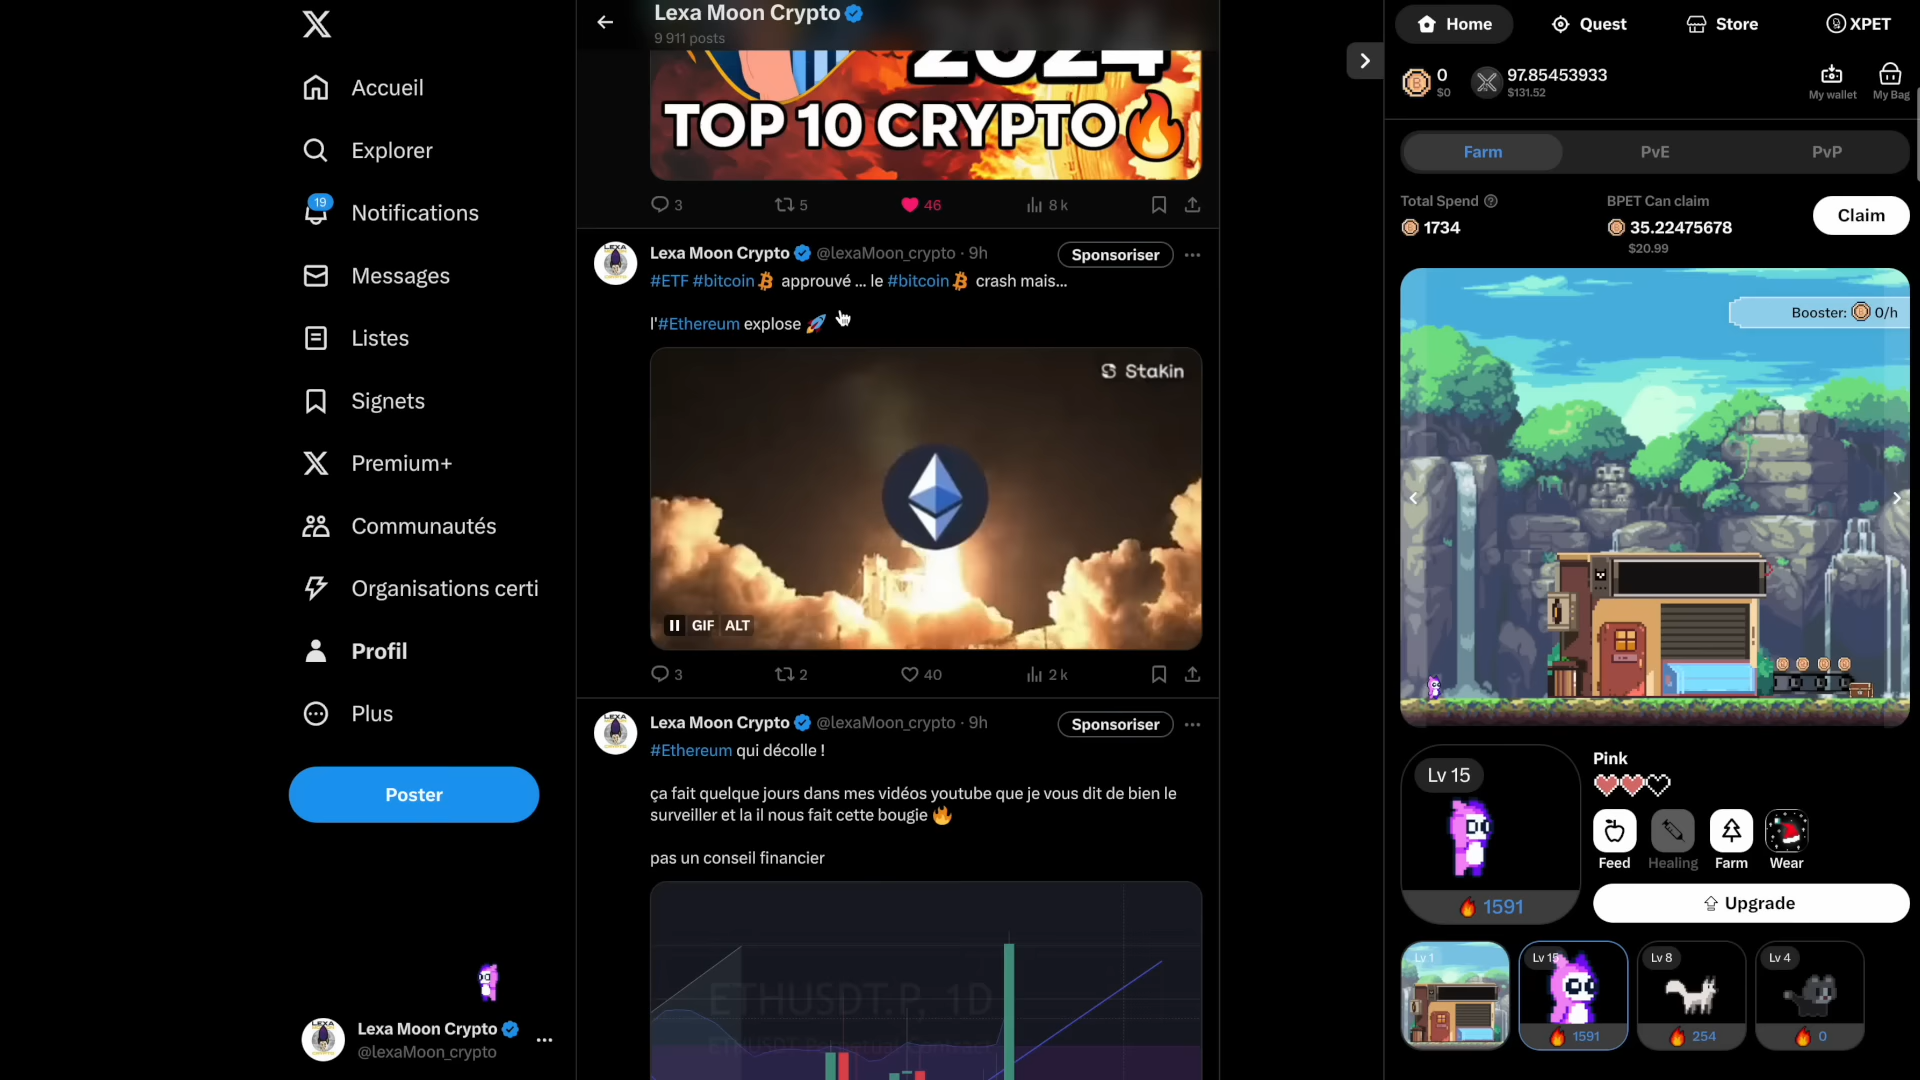 Accueil
Explorer
19
Notifications
Messages
Listes
Signets
Premium+
Communautés
Organisations certi
Profil
Plus
Poster
Lexa Moon Crypto
@lexaMoon_crypto
Lexa Moon Crypto
9 911 posts
2024
TOP 10 CRYPTO
3
5
46
8 k
Lexa Moon Crypto @lexaMoon_crypto · 9h
Sponsoriser
#ETF #bitcoin approuvé ... le #bitcoin crash mais...
l'#Ethereum explose
Stakin
GIF ALT
3
2
40
2 k
Lexa Moon Crypto @lexaMoon_crypto · 9h
Sponsoriser
#Ethereum qui décolle !
ça fait quelque jours dans mes vidéos youtube que je vous dit de bien le
surveiller et la il nous fait cette bougie
pas un conseil financier
ETHUSDT.P, 1D
Home
Quest
Store
XPET
0
$0
97.85453933
$131.52
My wallet
My Bag
Farm
PvE
PvP
Total Spend
1734
BPET Can claim
35.22475678
$20.99
Claim
Booster: 0/h
Lv 15
1591
Pink
Feed
Healing
Farm
Wear
Upgrade
Lv 1
Lv 15
1591
Lv 8
254
Lv 4
0